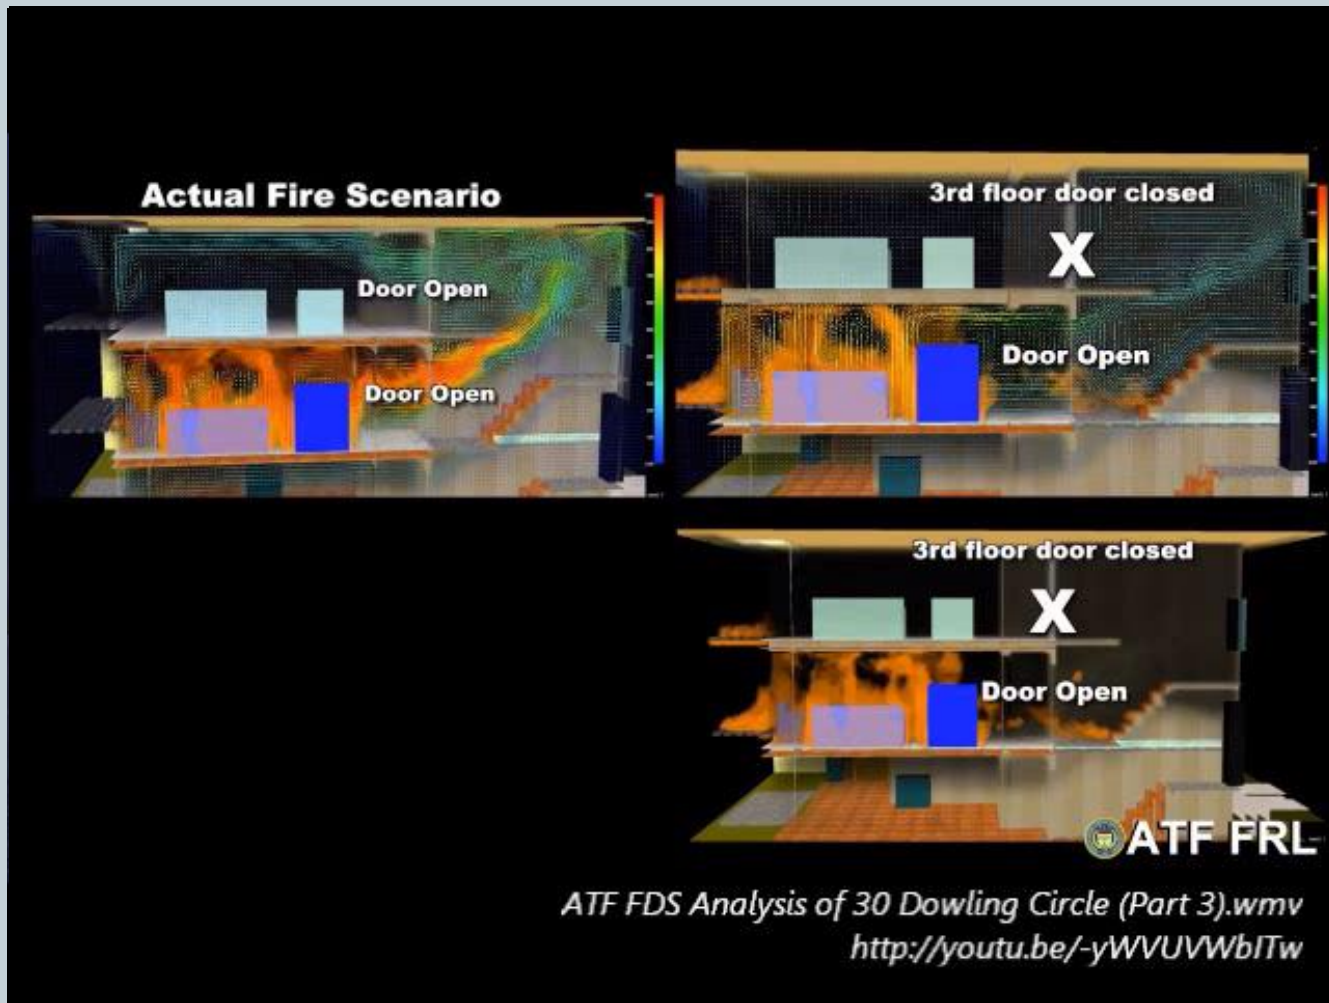 Actual Fire Scenario
Door Open
Door Open
3rd floor door closed
X
Door Open
3rd floor door closed
X
Door Open
ATF FRL
ATF FDS Analysis of 30 Dowling Circle (Part 3).wmv
http://youtu.be/-yWVUVWbITw